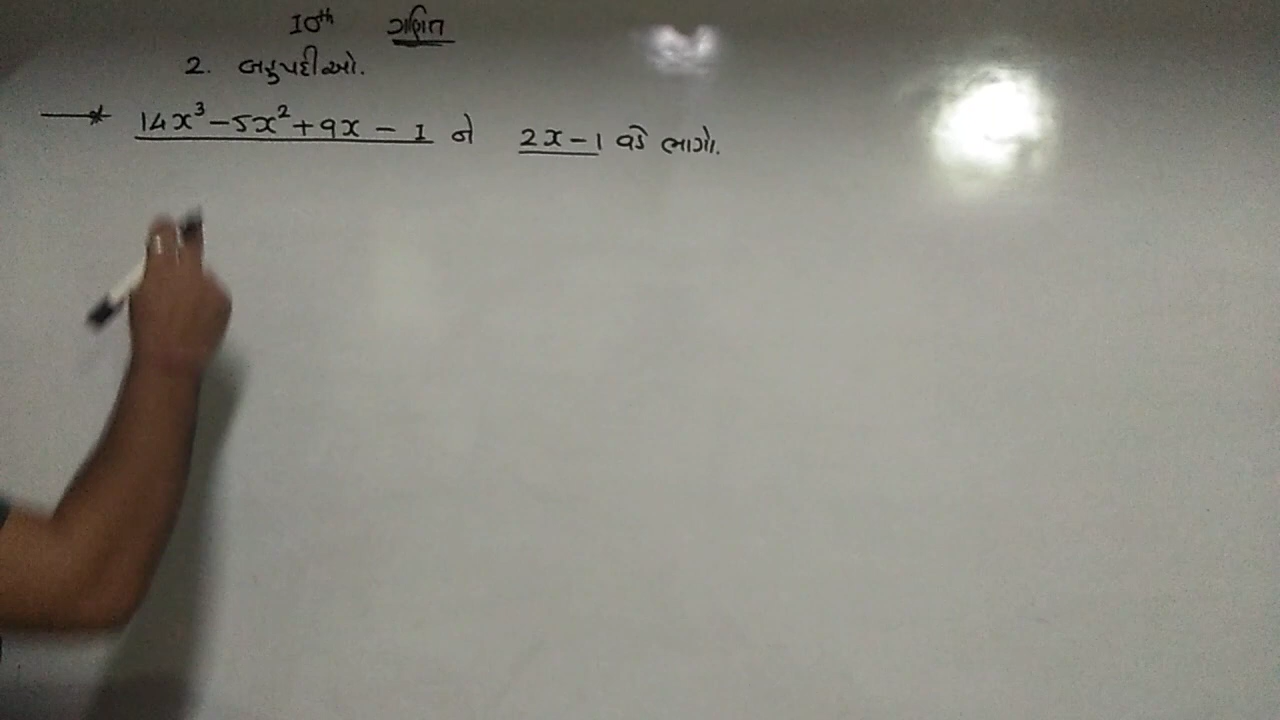 10th ગણિત
2. બહુપદીઓ.
→* 14x³ - 5x² + 9x - 1 ને 2x - 1 વડે ભાગો.